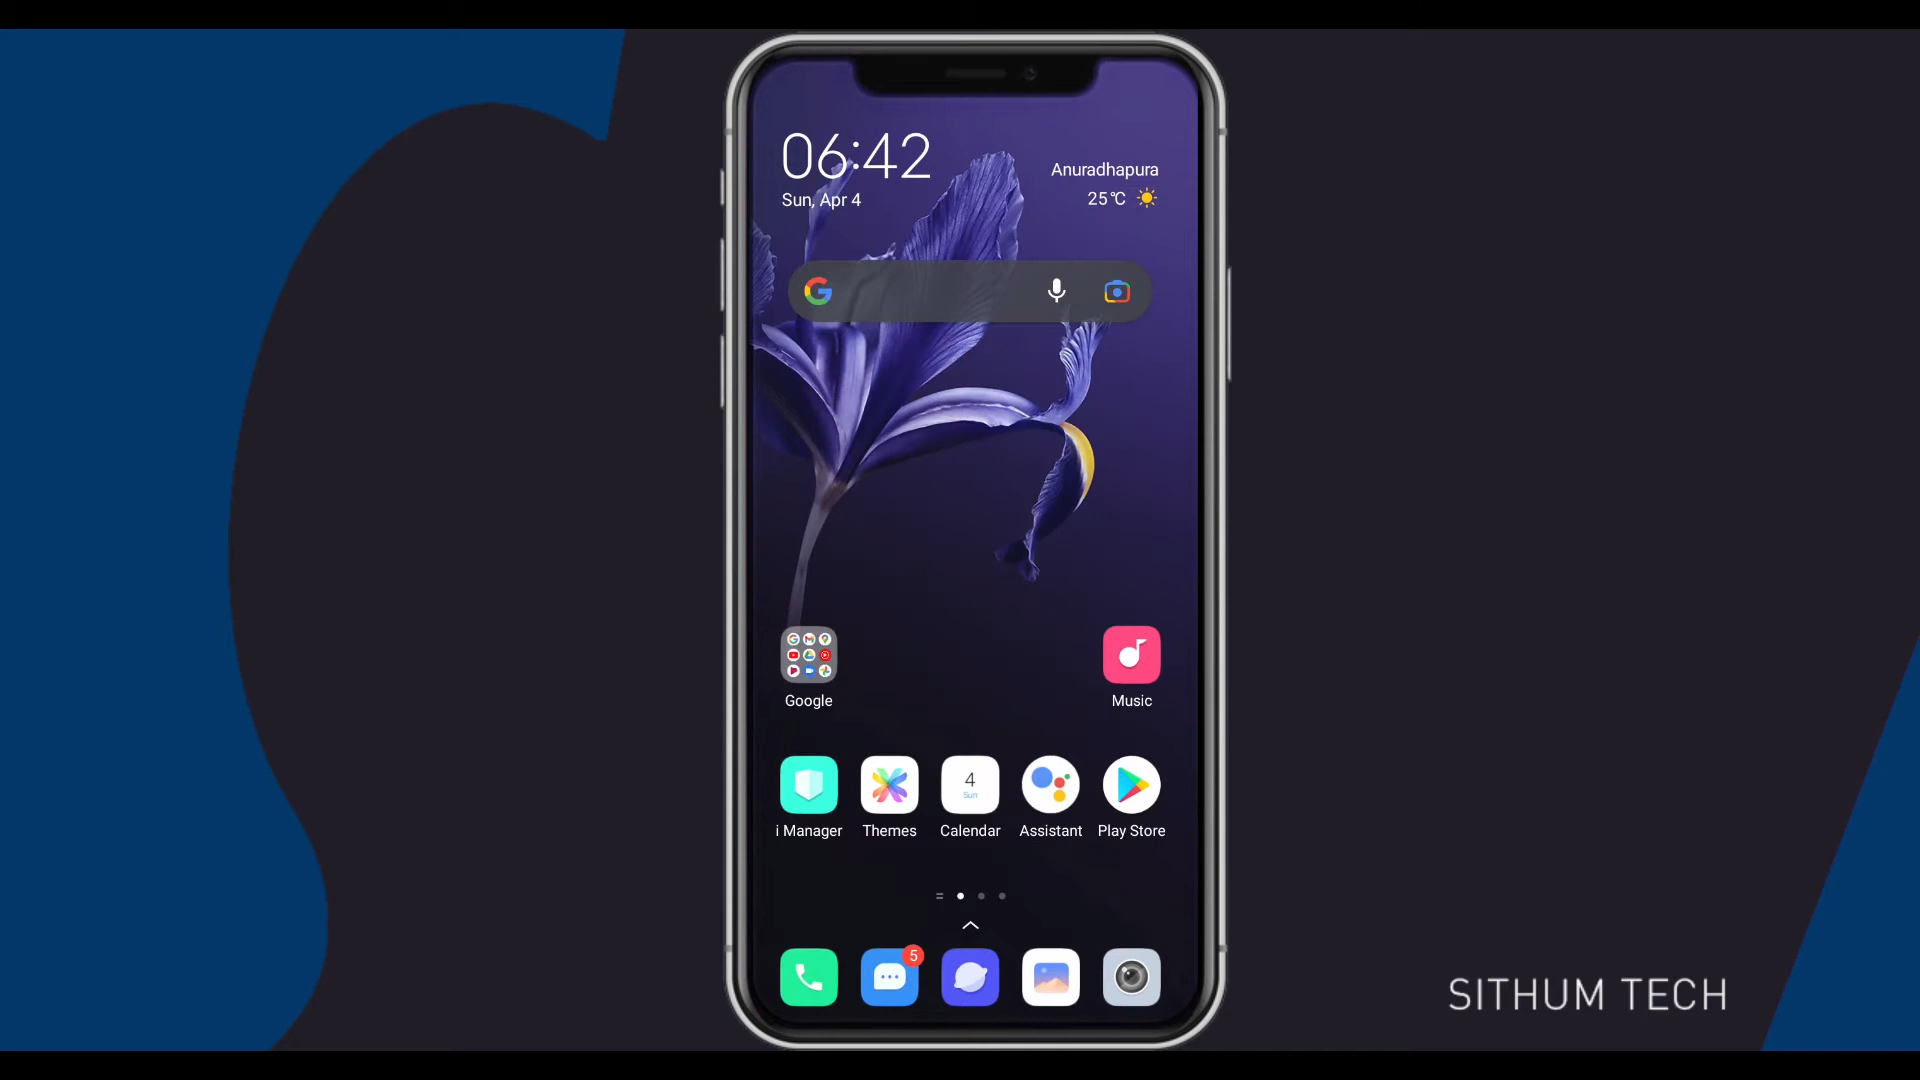 06:42
Sun, Apr 4
Anuradhapura
25℃
Google
Music
4
Sun
i Manager
Themes
Calendar
Assistant
Play Store
5
SITHUM TECH